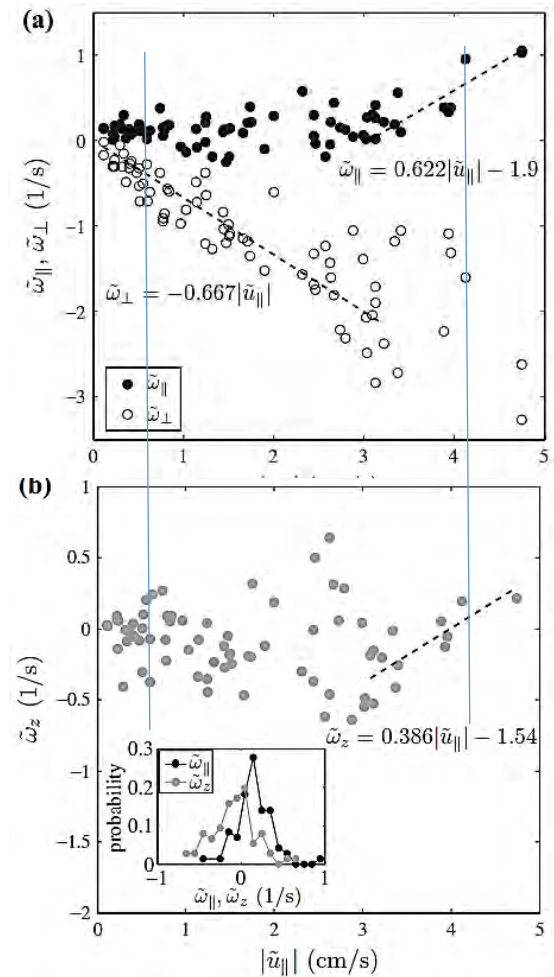 (a)
1
0
−1
−2
−3
ω̃∥, ω̃⊥ (1/s)
ω̃∥ = 0.622|ũ∥| − 1.9
ω̃⊥ = −0.667|ũ∥|
ω̃∥
ω̃⊥
0 1 2 3 4 5
(b)
0.5
0
-0.5
-1
-1.5
-2
ω̃z (1/s)
ω̃z = 0.386|ũ∥| − 1.54
0.3
0.2
0.1
0
probability
ω̃∥
ω̃z
−1 0 1
ω̃∥, ω̃z (1/s)
0 1 2 3 4 5
|ũ∥| (cm/s)